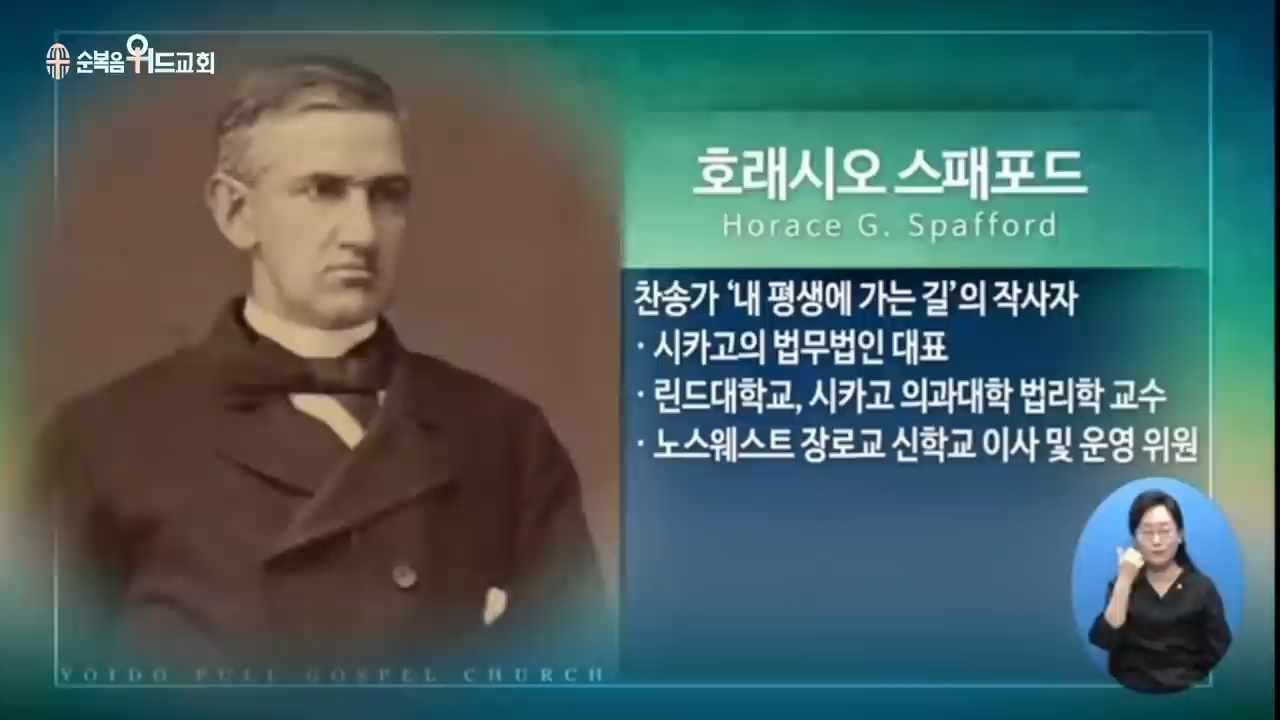 순복음위드교회
호래시오 스패포드
Horace G. Spafford
찬송가 ‘내 평생에 가는 길’의 작사자
· 시카고의 법무법인 대표
· 린드대학교, 시카고 의과대학 법리학 교수
· 노스웨스트 장로교 신학교 이사 및 운영 위원
YOIDO FULL GOSPEL CHURCH